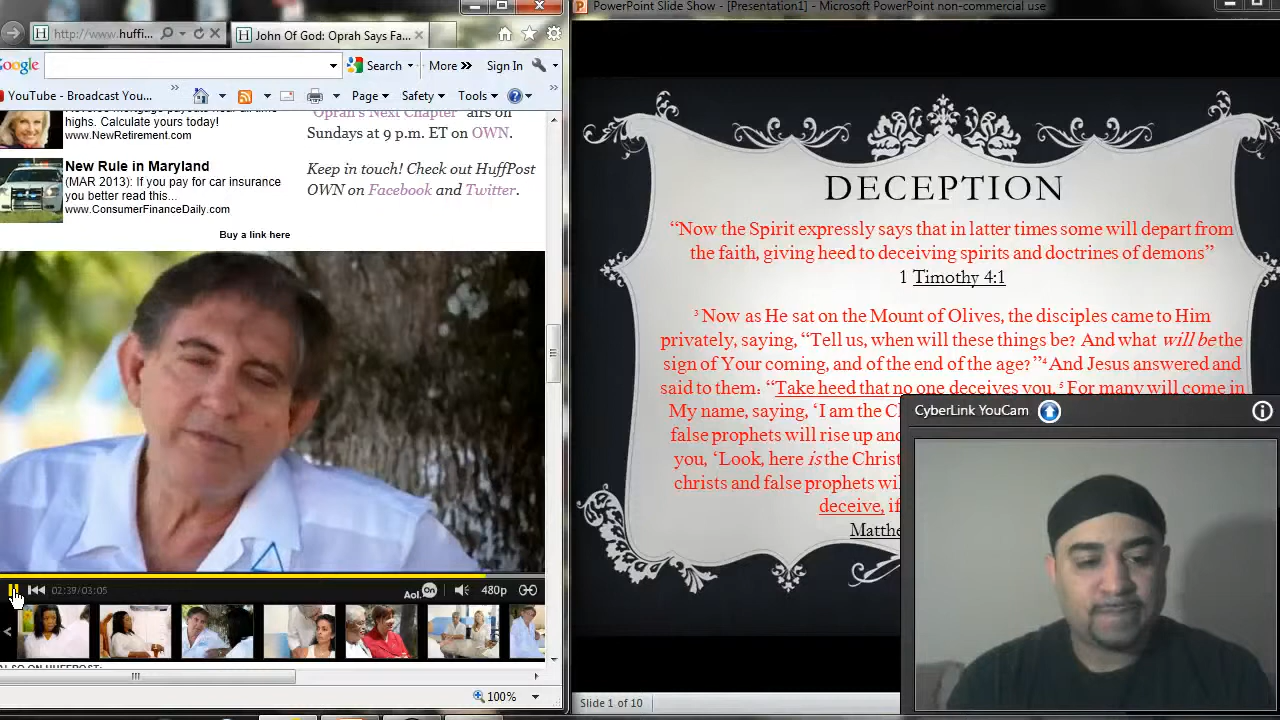 PowerPoint Slide Show - [Presentation1] - Microsoft PowerPoint non-commercial use
http://www.huffi...
John Of God: Oprah Says Fa...
Google
Search
More »
Sign In
YouTube - Broadcast You...
Page
Safety
Tools
highs. Calculate yours today!
www.NewRetirement.com
New Rule in Maryland
(MAR 2013): If you pay for car insurance
you better read this...
www.ConsumerFinanceDaily.com
Buy a link here
"Oprah's Next Chapter" airs on
Sundays at 9 p.m. ET on OWN.
Keep in touch! Check out HuffPost
OWN on Facebook and Twitter.
02:39/03:05
Aol. On
480p
100%
DECEPTION
“Now the Spirit expressly says that in latter times some will depart from
the faith, giving heed to deceiving spirits and doctrines of demons”
1 Timothy 4:1
3 Now as He sat on the Mount of Olives, the disciples came to Him
privately, saying, “Tell us, when will these things be? And what will be the
sign of Your coming, and of the end of the age?” 4 And Jesus answered and
said to them: “Take heed that no one deceives you. 5 For many will come in
My name, saying, ‘I am the C
false prophets will rise up and
you, ‘Look, here is the Christ
christs and false prophets wil
deceive, if
Matthe
CyberLink YouCam
Slide 1 of 10